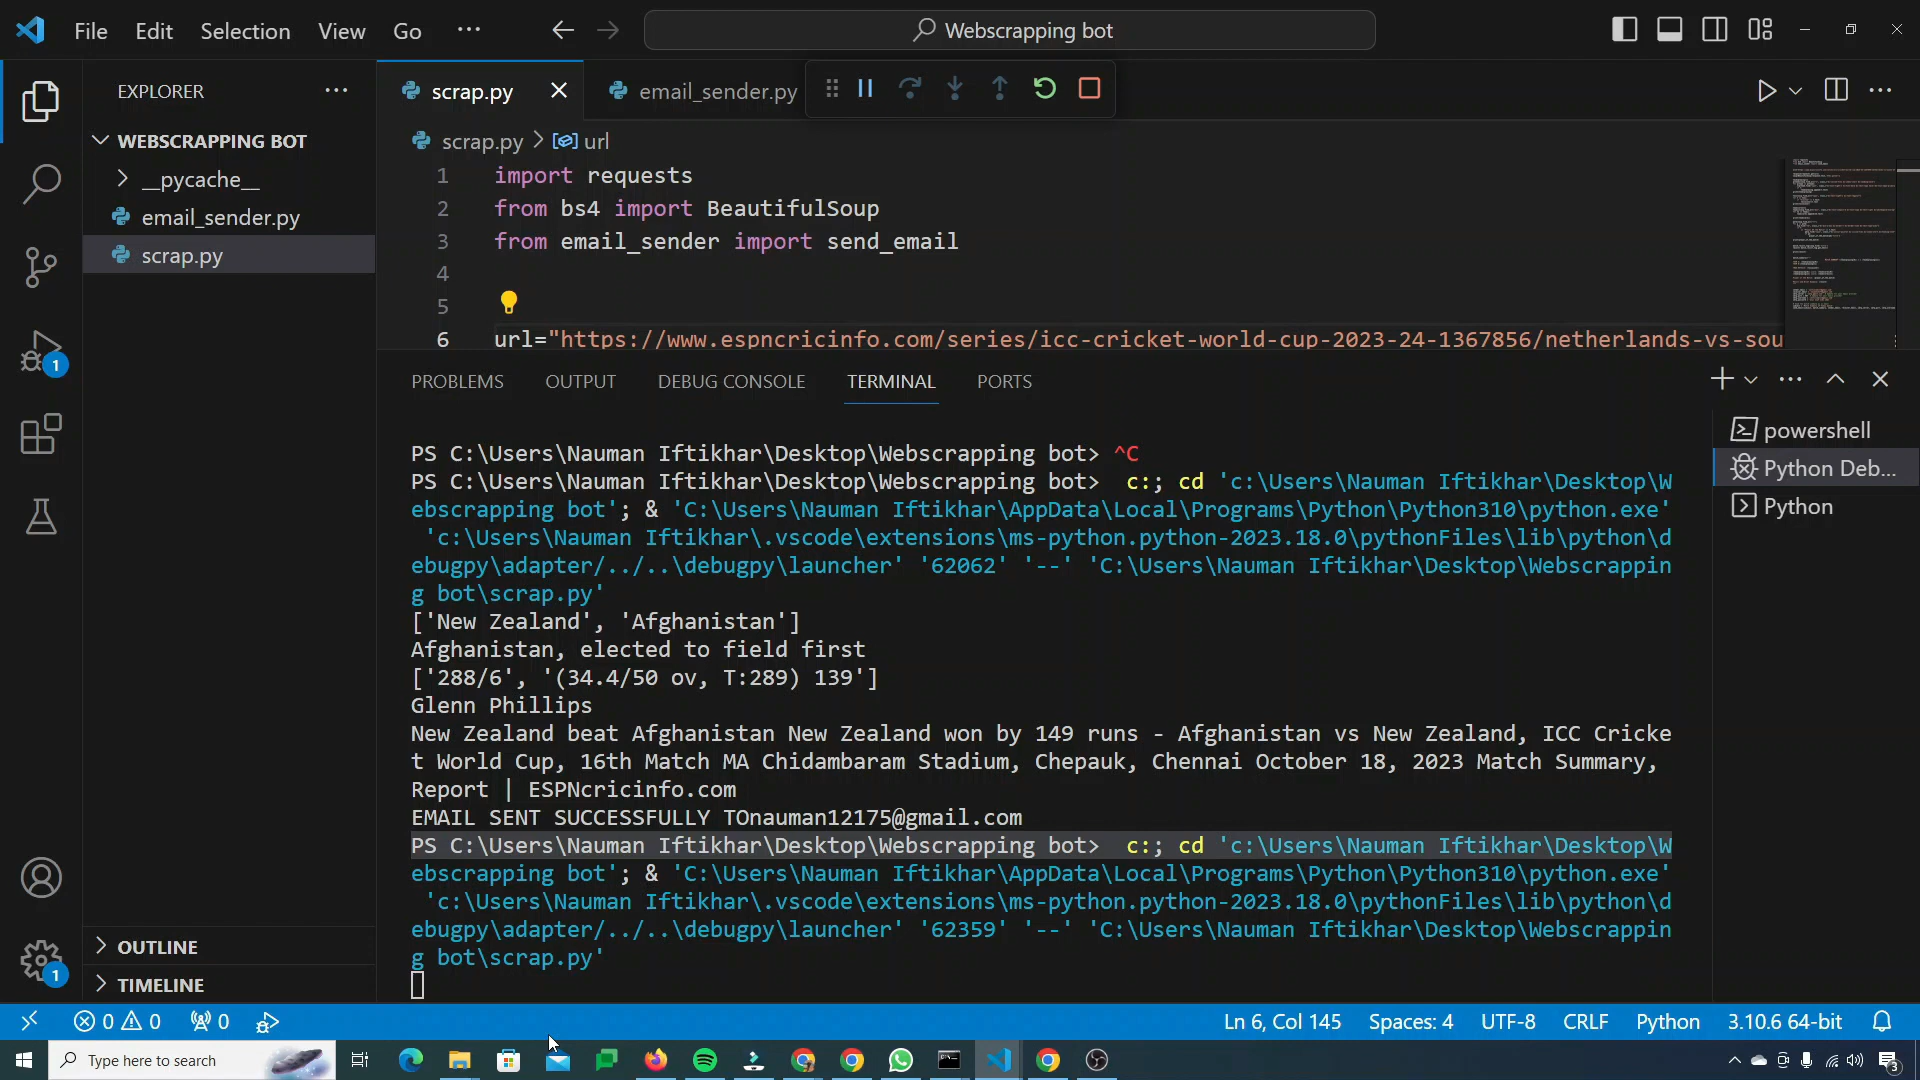 File Edit Selection View Go ··· Webscrapping bot
EXPLORER ···
scrap.py
email_sender.py
WEBSCRAPPING BOT
__pycache__
email_sender.py
scrap.py
OUTLINE
TIMELINE
1
1
scrap.py > url
1 import requests
2 from bs4 import BeautifulSoup
3 from email_sender import send_email
4
5
6 url="https://www.espncricinfo.com/series/icc-cricket-world-cup-2023-24-1367856/netherlands-vs-sou
PROBLEMS OUTPUT DEBUG CONSOLE TERMINAL PORTS
PS C:\Users\Nauman Iftikhar\Desktop\Webscrapping bot> ^C
PS C:\Users\Nauman Iftikhar\Desktop\Webscrapping bot>  c:; cd 'c:\Users\Nauman Iftikhar\Desktop\W
ebscrapping bot'; & 'C:\Users\Nauman Iftikhar\AppData\Local\Programs\Python\Python310\python.exe'
'c:\Users\Nauman Iftikhar\.vscode\extensions\ms-python.python-2023.18.0\pythonFiles\lib\python\d
ebugpy\adapter/../..\debugpy\launcher' '62062' '--' 'C:\Users\Nauman Iftikhar\Desktop\Webscrappin
g bot\scrap.py'
['New Zealand', 'Afghanistan']
Afghanistan, elected to field first
['288/6', '(34.4/50 ov, T:289) 139']
Glenn Phillips
New Zealand beat Afghanistan New Zealand won by 149 runs - Afghanistan vs New Zealand, ICC Cricke
t World Cup, 16th Match MA Chidambaram Stadium, Chepauk, Chennai October 18, 2023 Match Summary,
Report | ESPNcricinfo.com
EMAIL SENT SUCCESSFULLY TOnauman12175@gmail.com
PS C:\Users\Nauman Iftikhar\Desktop\Webscrapping bot>  c:; cd 'c:\Users\Nauman Iftikhar\Desktop\W
ebscrapping bot'; & 'C:\Users\Nauman Iftikhar\AppData\Local\Programs\Python\Python310\python.exe'
'c:\Users\Nauman Iftikhar\.vscode\extensions\ms-python.python-2023.18.0\pythonFiles\lib\python\d
ebugpy\adapter/../..\debugpy\launcher' '62359' '--' 'C:\Users\Nauman Iftikhar\Desktop\Webscrappin
g bot\scrap.py'
powershell
Python Deb...
Python
0 0 0 Ln 6, Col 145 Spaces: 4 UTF-8 CRLF Python 3.10.6 64-bit
Type here to search
3